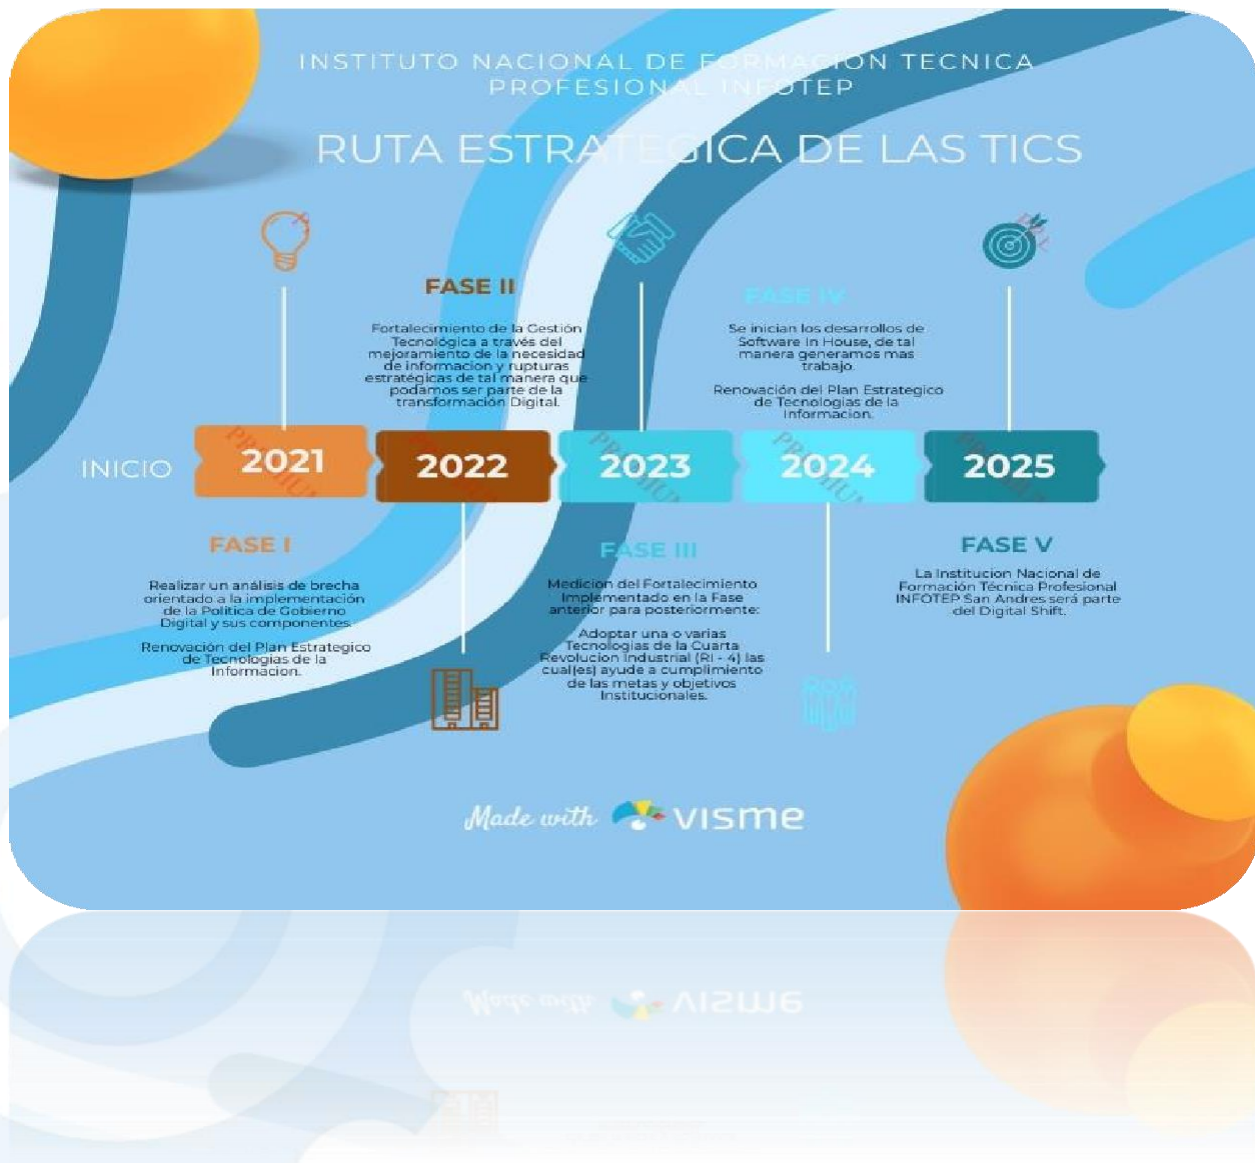 INSTITUTO NACIONAL DE FORMACION TECNICA
PROFESIONAL INFOTEP
RUTA ESTRATEGICA DE LAS TICS
FASE II
Fortalecimiento de la Gestión
Tecnológica a través del
mejoramiento de la necesidad
de informacion y rupturas
estratégicas de tal manera que
podamos ser parte de la
transformación Digital.
FASE IV
Se inician los desarrollos de
Software In House, de tal
manera generamos mas
trabajo.
Renovación del Plan Estrategico
de Tecnologias de la
Informacion.
INICIO
2021
2022
2023
2024
2025
FASE I
Realizar un análisis de brecha
orientado a la implementación
de la Política de Gobierno
Digital y sus componentes.
Renovación del Plan Estrategico
de Tecnologias de la
Informacion.
FASE III
Medicion del Fortalecimiento
Implementado en la Fase
anterior para posteriormente:
Adoptar una o varias
Tecnologias de la Cuarta
Revolucion Industrial (RI - 4) las
cual(es) ayude a cumplimiento
de las metas y objetivos
Institucionales.
FASE V
La Institucion Nacional de
Formación Técnica Profesional
INFOTEP San Andres será parte
del Digital Shift.
Made with visme